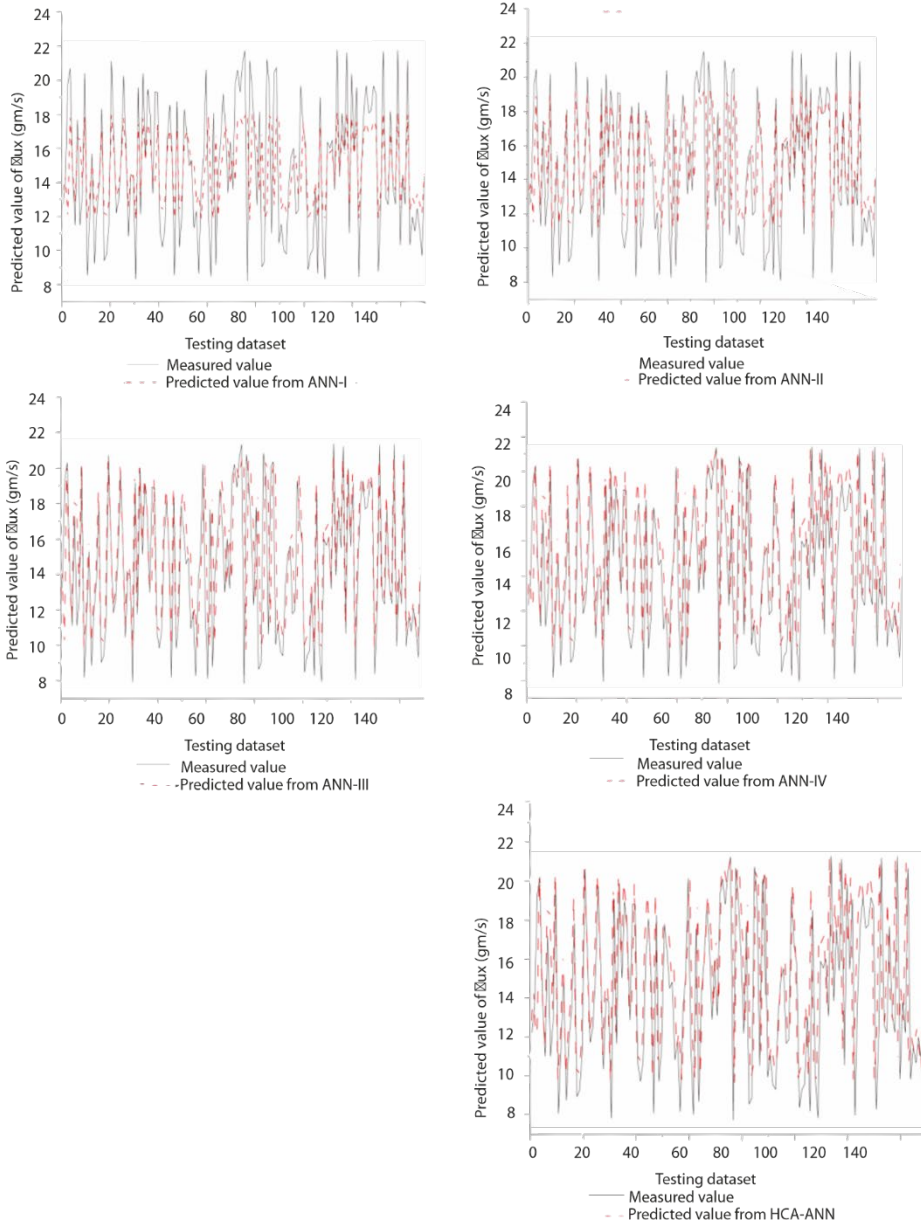 24
22
20
18
16
14
12
10
8
Predicted value of �ux (gm/s)
0 20 40 60 80 100 120 140
Testing dataset
Measured value
Predicted value from ANN-I
24
22
20
18
16
14
12
10
8
Predicted value of �ux (gm/s)
0 20 40 60 80 100 120 140
Testing dataset
Measured value
Predicted value from ANN-II
24
22
20
18
16
14
12
10
8
Predicted value of �ux (gm/s)
0 20 40 60 80 100 120 140
Testing dataset
Measured value
Predicted value from ANN-III
24
22
20
18
16
14
12
10
8
Predicted value of �ux (gm/s)
0 20 40 60 80 100 120 140
Testing dataset
Measured value
Predicted value from ANN-IV
24
22
20
18
16
14
12
10
8
Predicted value of �ux (gm/s)
0 20 40 60 80 100 120 140
Testing dataset
Measured value
Predicted value from HCA-ANN